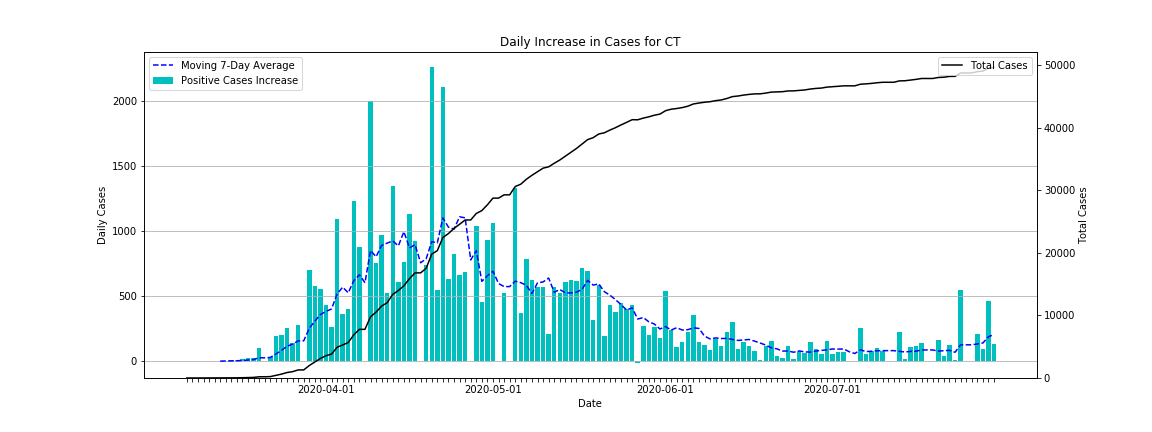 Daily Increase in Cases for CT
Moving 7-Day Average
Positive Cases Increase
Total Cases
2000
1500
1000
500
0
Daily Cases
50000
40000
30000
20000
10000
0
Total Cases
2020-04-01
2020-05-01
2020-06-01
2020-07-01
Date